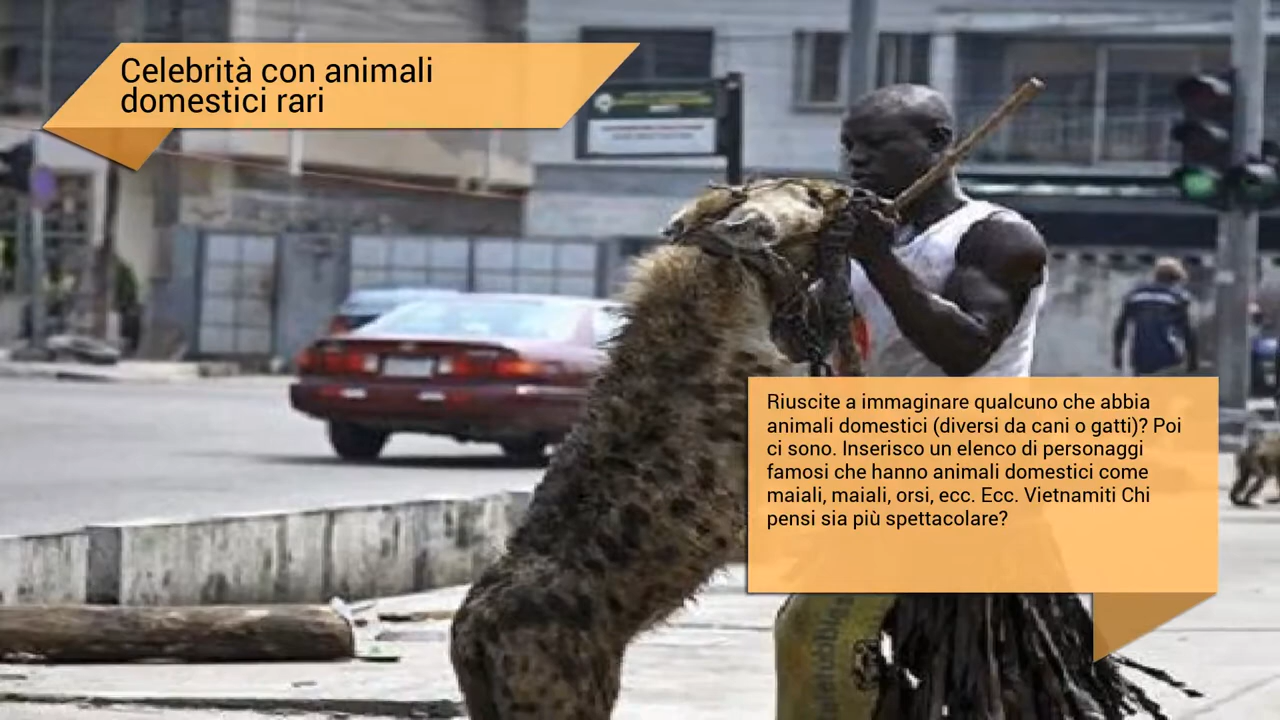 Celebrità con animali
domestici rari
Riuscite a immaginare qualcuno che abbia
animali domestici (diversi da cani o gatti)? Poi
ci sono. Inserisco un elenco di personaggi
famosi che hanno animali domestici come
maiali, maiali, orsi, ecc. Ecc. Vietnamiti Chi
pensi sia più spettacolare?